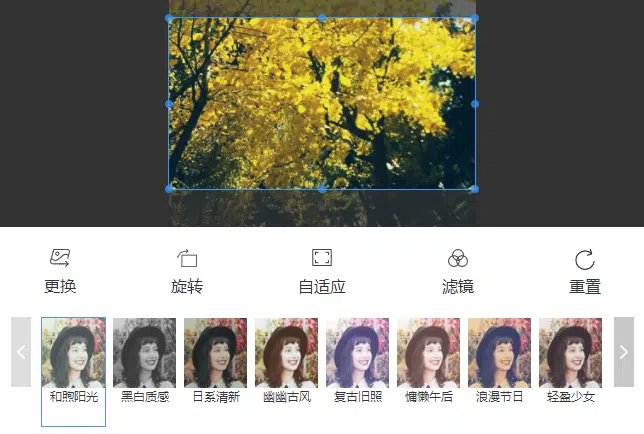 更换
旋转
自适应
滤镜
重置
和煦阳光
黑白质感
日系清新
幽幽古风
复古旧照
慵懒午后
浪漫节日
轻盈少女